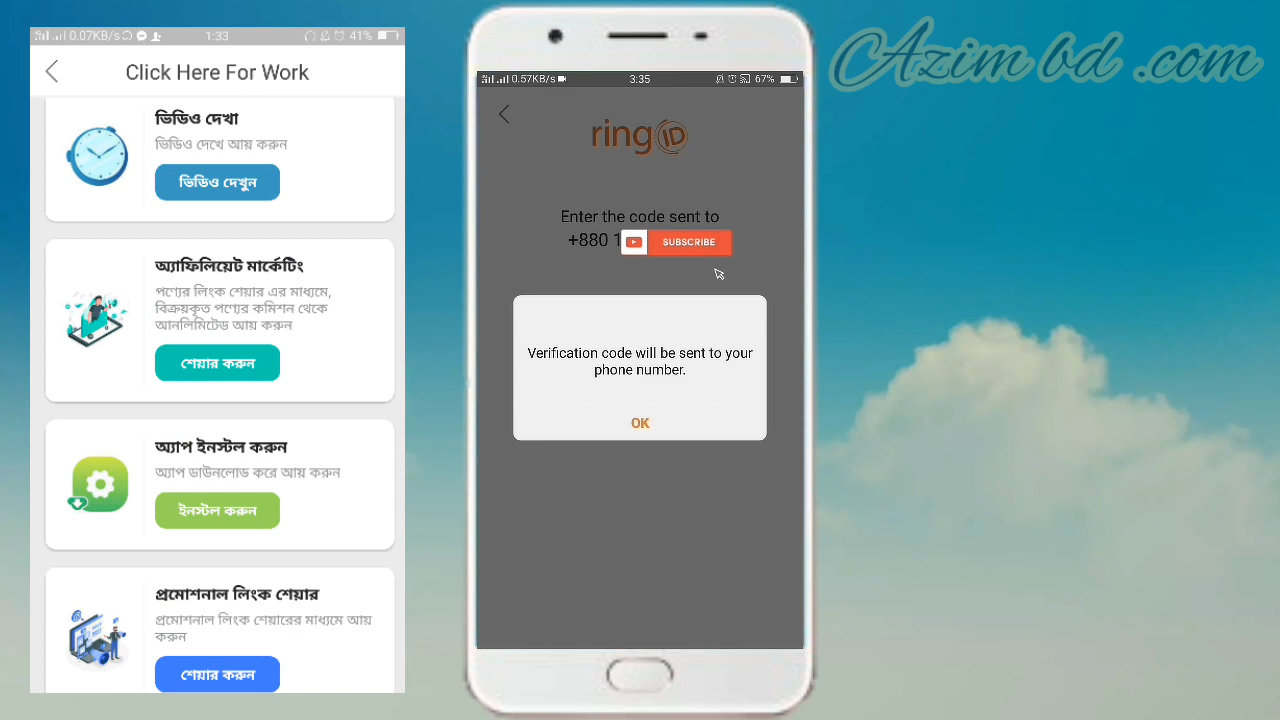 0.07KB/s
1:33
41%
Click Here For Work
ভিডিও দেখা
ভিডিও দেখে আয় করুন
ভিডিও দেখুন
অ্যাফিলিয়েট মার্কেটিং
পণ্যের লিংক শেয়ার এর মাধ্যমে,
বিক্রয়কৃত পণ্যের কমিশন থেকে
আনলিমিটেড আয় করুন
শেয়ার করুন
অ্যাপ ইনস্টল করুন
অ্যাপ ডাউনলোড করে আয় করুন
ইনস্টল করুন
প্রমোশনাল লিংক শেয়ার
প্রমোশনাল লিংক শেয়ারের মাধ্যমে আয়
করুন
শেয়ার করুন
0.57KB/s
3:35
67%
ringID
Enter the code sent to
+880 1
SUBSCRIBE
Verification code will be sent to your
phone number.
OK
Azim bd .com